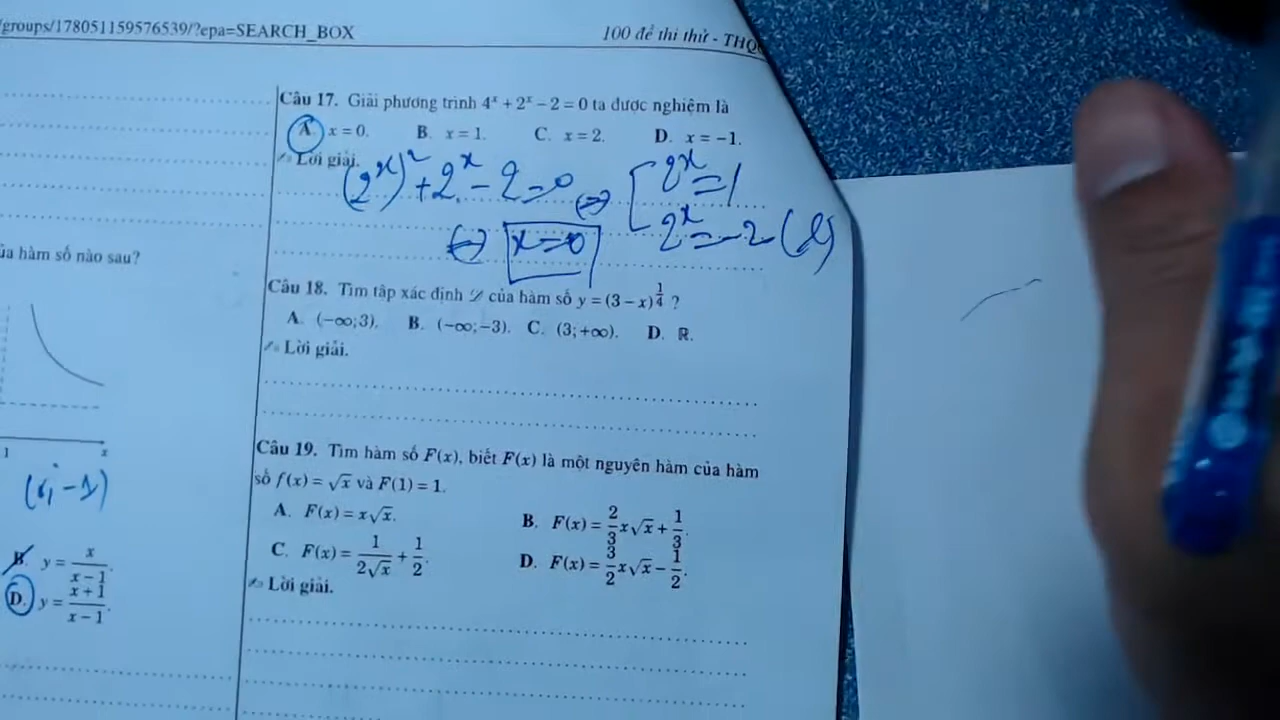 /groups/178051159576539/?epa=SEARCH_BOX
100 đề thi thử - THQ
ủa hàm số nào sau?
1
x
(1; -1)
B. y = x/(x − 1).
D. y = (x + 1)/(x − 1).
Câu 17. Giải phương trình 4^x + 2^x − 2 = 0 ta được nghiệm là
A. x = 0. B. x = 1. C. x = 2. D. x = −1.
Lời giải.
(2^x)^2 + 2^x − 2 = 0 ⇔ [ 2^x = 1
2^x = −2 (l)
⇔ x = 0
Câu 18. Tìm tập xác định 𝒟 của hàm số y = (3 − x)^(1/4) ?
A. (−∞;3). B. (−∞;−3). C. (3;+∞). D. ℝ.
Lời giải.
Câu 19. Tìm hàm số F(x), biết F(x) là một nguyên hàm của hàm
số f(x) = √x và F(1) = 1.
A. F(x) = x√x. B. F(x) = 2/3 x√x + 1/3.
C. F(x) = 1/(2√x) + 1/2. D. F(x) = 3/2 x√x − 1/2.
Lời giải.